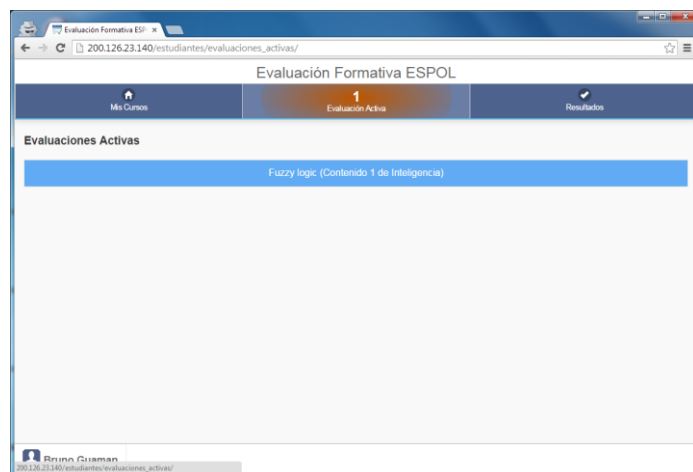 Evaluación Formativa ESP
200.126.23.140/estudiantes/evaluaciones_activas/
Evaluación Formativa ESPOL
Mis Cursos
1
Evaluación Activa
Resultados
Evaluaciones Activas
Fuzzy logic (Contenido 1 de Inteligencia)
Bruno Guaman
200.126.23.140/estudiantes/evaluaciones_activas/